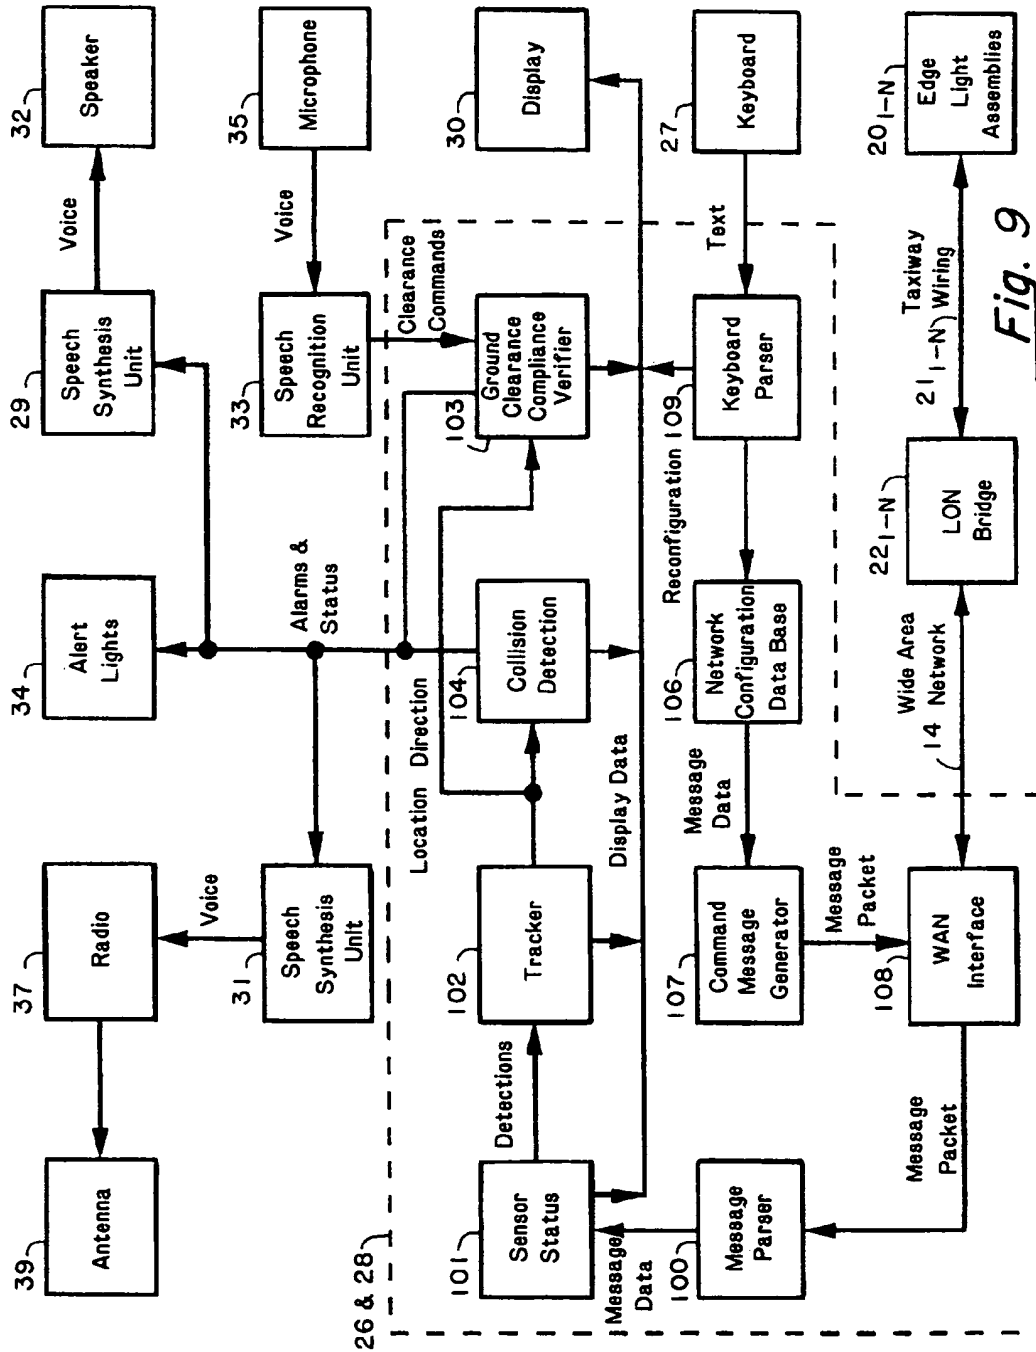 39
Antenna
37
Radio
34
Alert
Lights
29
Speech
Synthesis
Unit
Voice
32
Speaker
31
Speech
Synthesis
Unit
Voice
Alarms &
Status
33
Speech
Recognition
Unit
Voice
35
Microphone
26 & 28
Location
Direction
Clearance
Commands
101
Sensor
Status
Detections
102
Tracker
104
Collision
Detection
103
Ground
Clearance
Compliance
Verifier
30
Display
Message
Data
Display Data
100
Message
Parser
107
Command
Message
Generator
Message
Data
106
Network
Configuration
Data Base
Reconfiguration
109
Keyboard
Parser
Text
27
Keyboard
Message
Packet
Message
Packet
108
WAN
Interface
Wide Area
14 Network
22 1-N
LON
Bridge
Taxiway
21 1-N Wiring
20 1-N
Edge
Light
Assemblies
Fig. 9